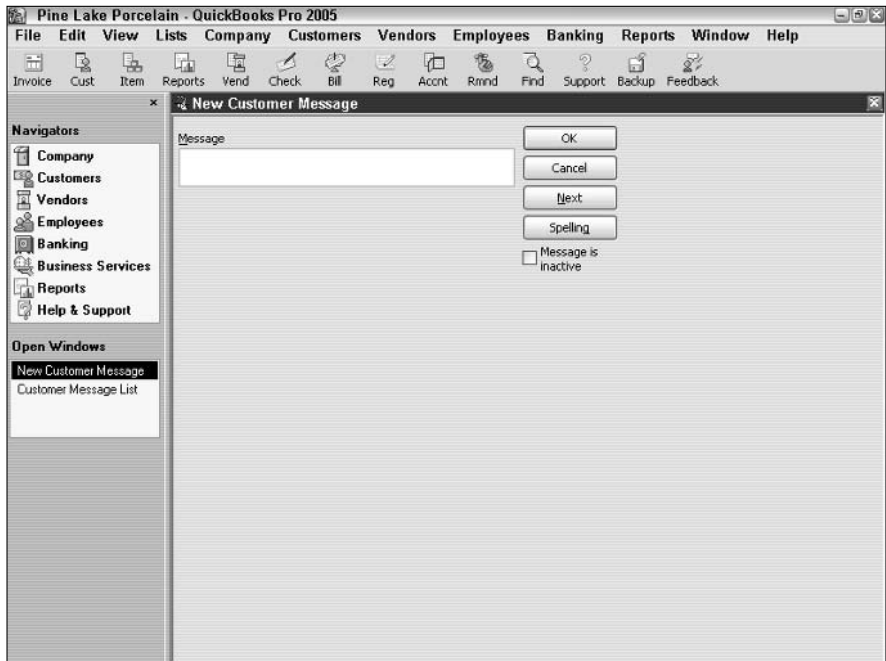 Pine Lake Porcelain - QuickBooks Pro 2005
File Edit View Lists Company Customers Vendors Employees Banking Reports Window Help
Invoice Cust Item Reports Vend Check Bill Reg Accnt Rmnd Find Support Backup Feedback
New Customer Message
Navigators
Company
Customers
Vendors
Employees
Banking
Business Services
Reports
Help & Support
Open Windows
New Customer Message
Customer Message List
Message
OK
Cancel
Next
Spelling
Message is
inactive